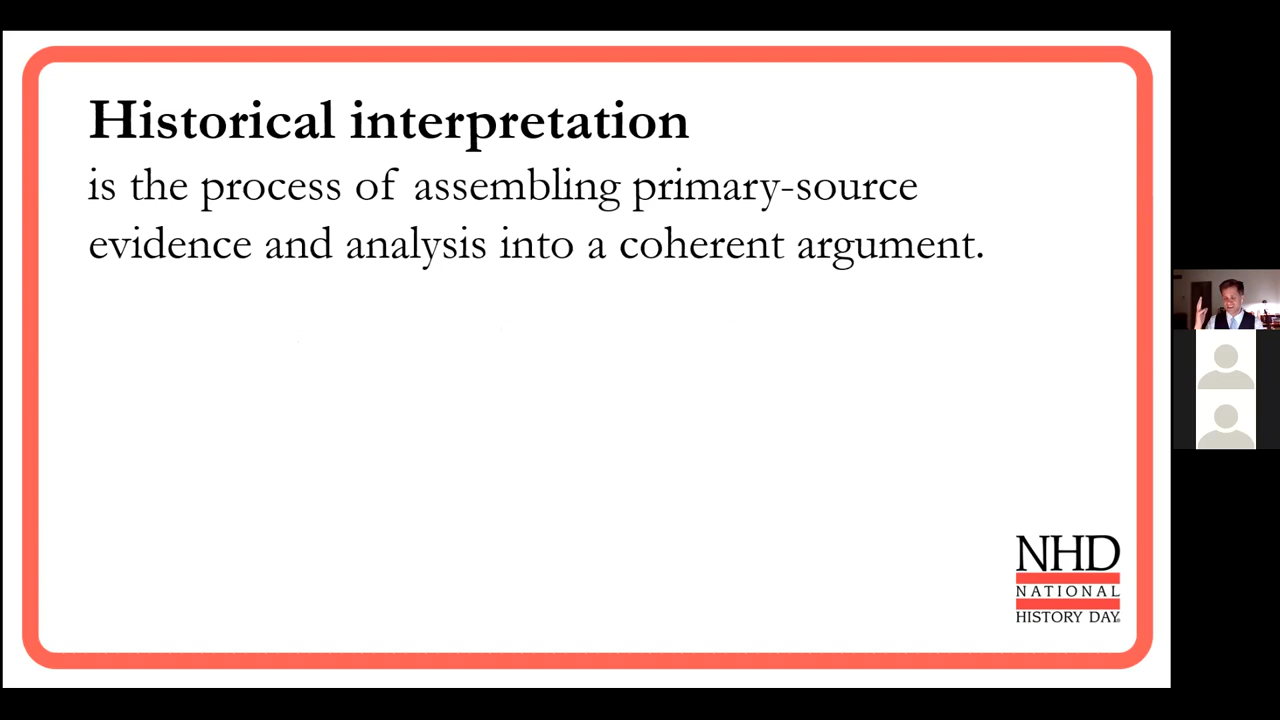 Historical interpretation
is the process of assembling primary-source
evidence and analysis into a coherent argument.
NHD
NATIONAL
HISTORY DAY®